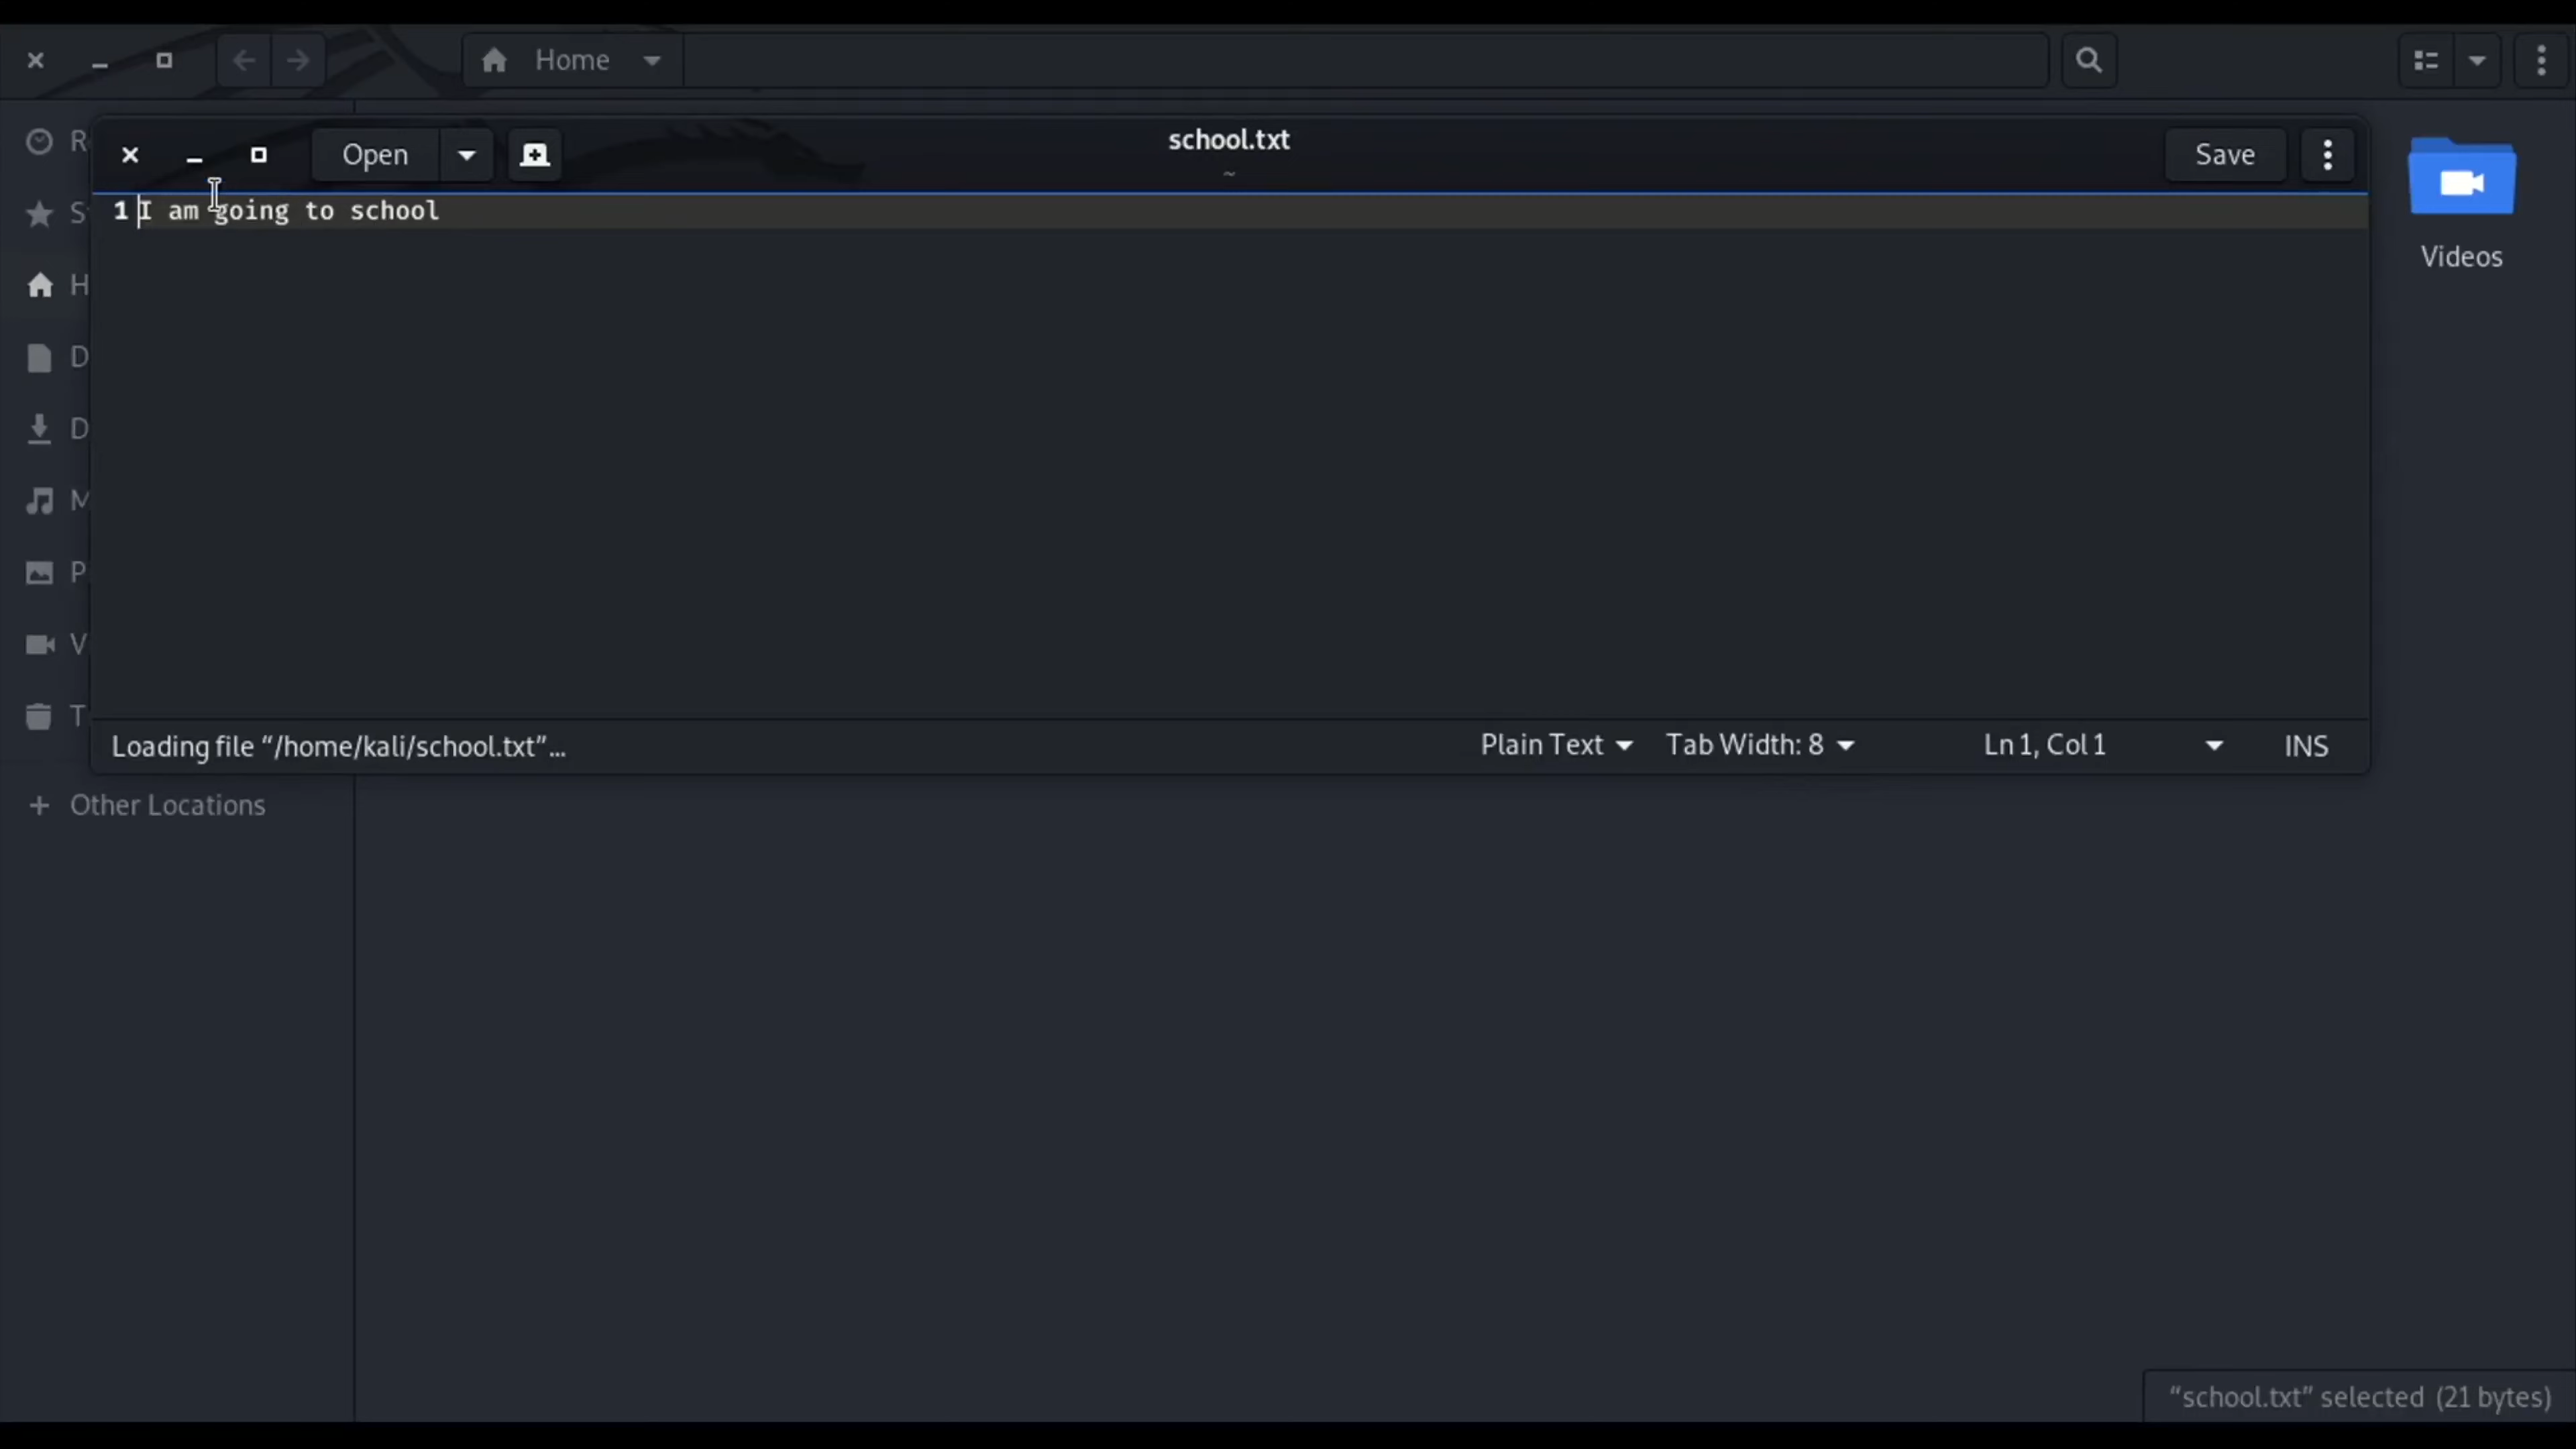 Home
Open
school.txt
~
Save
1 I am going to school
Videos
R
S
H
D
D
M
P
V
T
Loading file “/home/kali/school.txt”...
Plain Text
Tab Width: 8
Ln 1, Col 1
INS
+ Other Locations
“school.txt” selected (21 bytes)